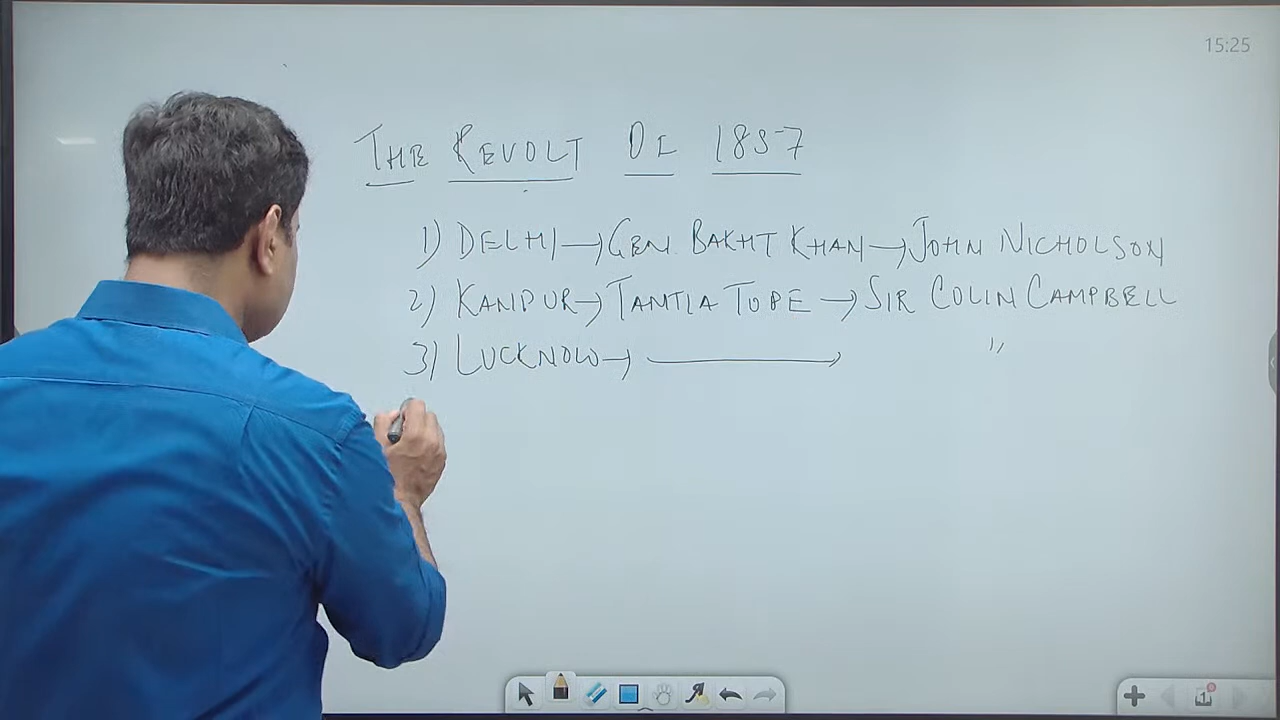 15:25
THE REVOLT OF 1857
1) DELHI → GEN. BAKHT KHAN → JOHN NICHOLSON
2) KANPUR → TANTIA TOPE → SIR COLIN CAMPBELL
3) LUCKNOW → ⟶ "
1